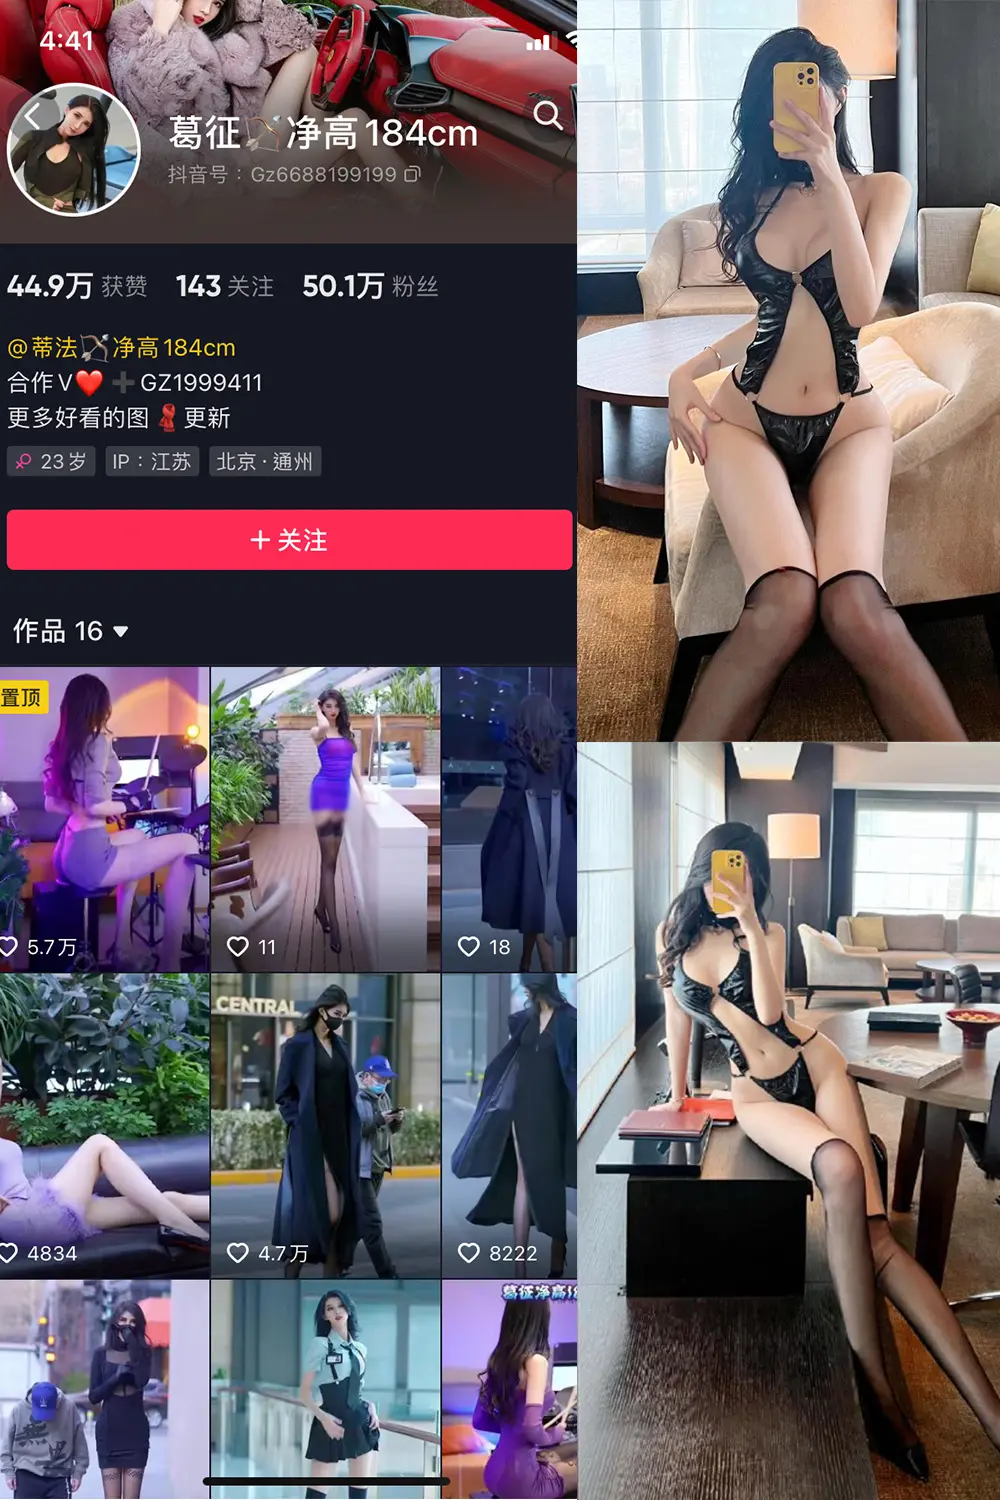 4:41
葛征🏹净高184cm
抖音号：Gz6688199199
44.9万 获赞 143 关注 50.1万 粉丝
@蒂法🏹净高184cm
合作V❤️➕GZ1999411
更多好看的图🧣更新
23岁 IP：江苏 北京·通州
+ 关注
作品 16
置顶
5.7万 11 18
CENTRAL
4834 4.7万 8222
葛征净高